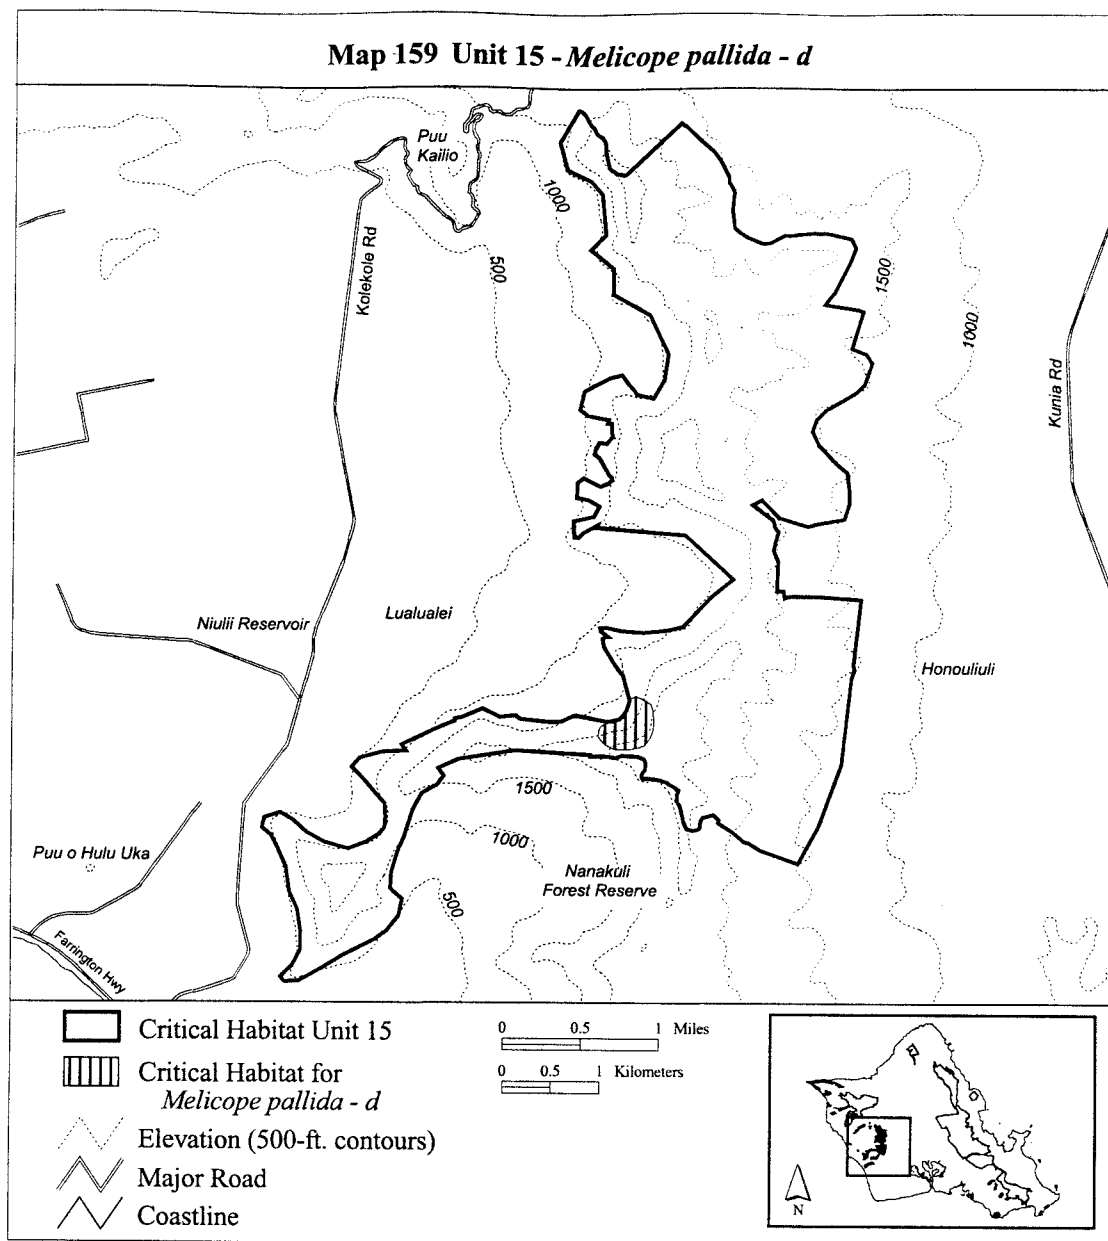 Map 159 Unit 15 - Melicope pallida - d
Puu
Kailio
1000
500
Kolekole Rd
1500
1000
Kunia Rd
Niulii Reservoir
Lualualei
Honouliuli
1500
1000
Puu o Hulu Uka
Nanakuli
Forest Reserve
500
Farrington Hwy
Critical Habitat Unit 15
Critical Habitat for
Melicope pallida - d
Elevation (500-ft. contours)
Major Road
Coastline
0 0.5 1 Miles
0 0.5 1 Kilometers
N